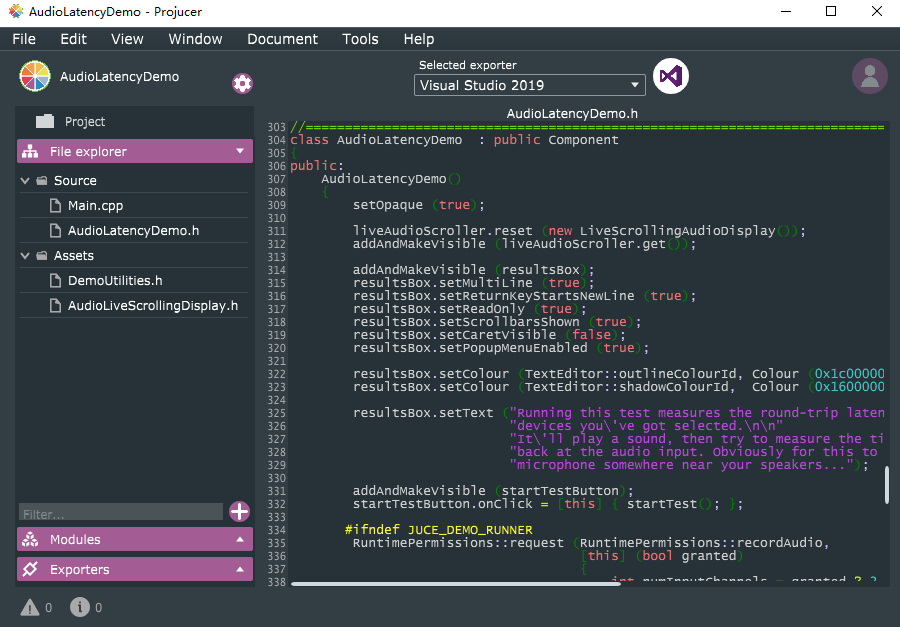 AudioLatencyDemo - Projucer
File Edit View Window Document Tools Help
AudioLatencyDemo
Selected exporter
Visual Studio 2019
Project
File explorer
Source
Main.cpp
AudioLatencyDemo.h
Assets
DemoUtilities.h
AudioLiveScrollingDisplay.h
Filter...
Modules
Exporters
0 0
AudioLatencyDemo.h
303 //==============================================================================
304 class AudioLatencyDemo  : public Component
305 {
306 public:
307     AudioLatencyDemo()
308     {
309         setOpaque (true);
310
311         liveAudioScroller.reset (new LiveScrollingAudioDisplay());
312         addAndMakeVisible (liveAudioScroller.get());
313
314         addAndMakeVisible (resultsBox);
315         resultsBox.setMultiLine (true);
316         resultsBox.setReturnKeyStartsNewLine (true);
317         resultsBox.setReadOnly (true);
318         resultsBox.setScrollbarsShown (true);
319         resultsBox.setCaretVisible (false);
320         resultsBox.setPopupMenuEnabled (true);
321
322         resultsBox.setColour (TextEditor::outlineColourId, Colour (0x1c00000
323         resultsBox.setColour (TextEditor::shadowColourId,  Colour (0x1600000
324
325         resultsBox.setText ("Running this test measures the round-trip laten
326                             "devices you\'ve got selected.\n\n"
327                             "It\'ll play a sound, then try to measure the ti
328                             "back at the audio input. Obviously for this to
329                             "microphone somewhere near your speakers...");
330
331         addAndMakeVisible (startTestButton);
332         startTestButton.onClick = [this] { startTest(); };
333
334        #ifndef JUCE_DEMO_RUNNER
335         RuntimePermissions::request (RuntimePermissions::recordAudio,
336                                      [this] (bool granted)
337                                      {
338                                          int numInputChannels = granted ? 2